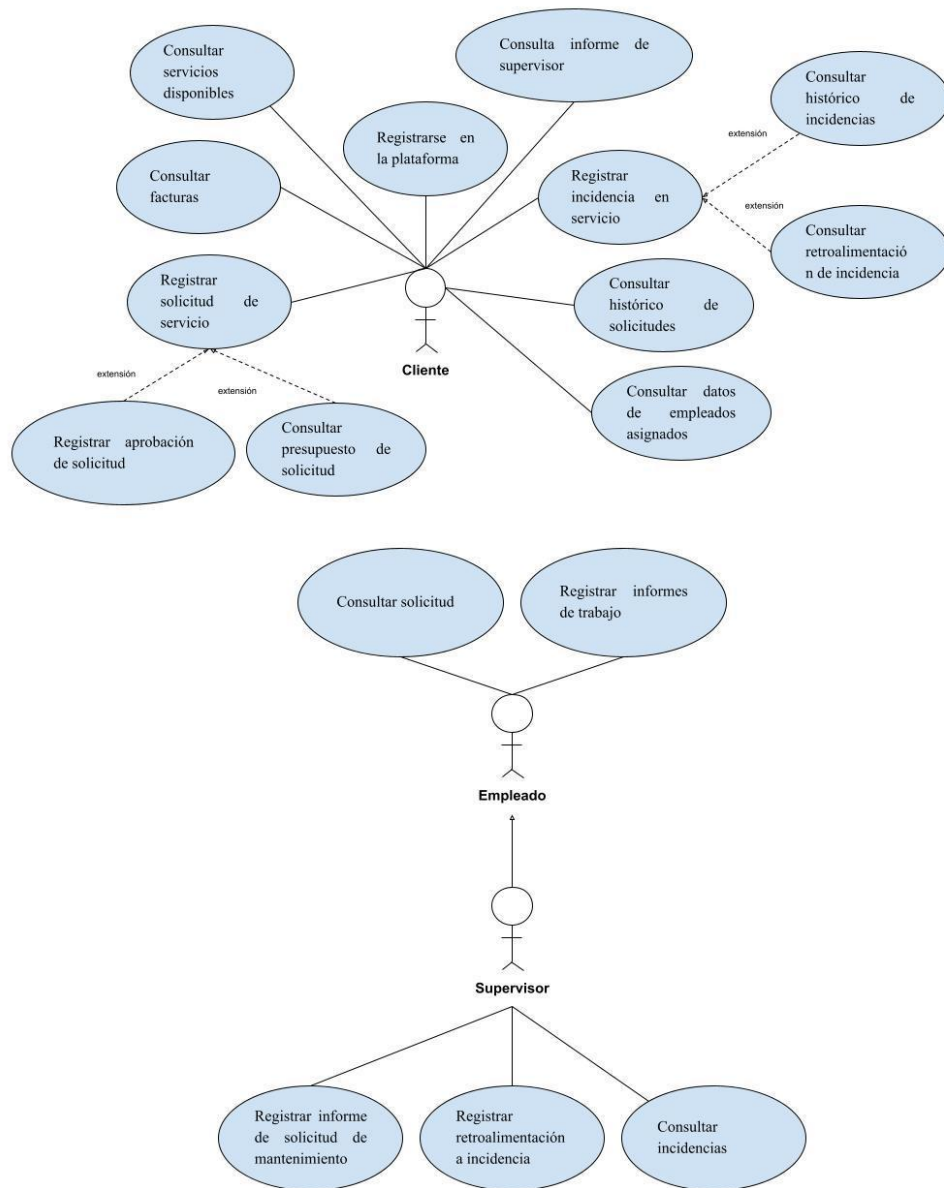 Consultar
servicios
disponibles
Consulta informe de
supervisor
Consultar
histórico de
incidencias
extensión
Registrarse en
la plataforma
Consultar
facturas
Registrar
incidencia en
servicio
extensión
Consultar
retroalimentació
n de incidencia
Registrar
solicitud de
servicio
Consultar
histórico de
solicitudes
Cliente
extensión
extensión
Consultar datos
de empleados
asignados
Registrar aprobación
de solicitud
Consultar
presupuesto de
solicitud
Consultar solicitud
Registrar informes
de trabajo
Empleado
Supervisor
Registrar informe
de solicitud de
mantenimiento
Registrar
retroalimentación
a incidencia
Consultar
incidencias